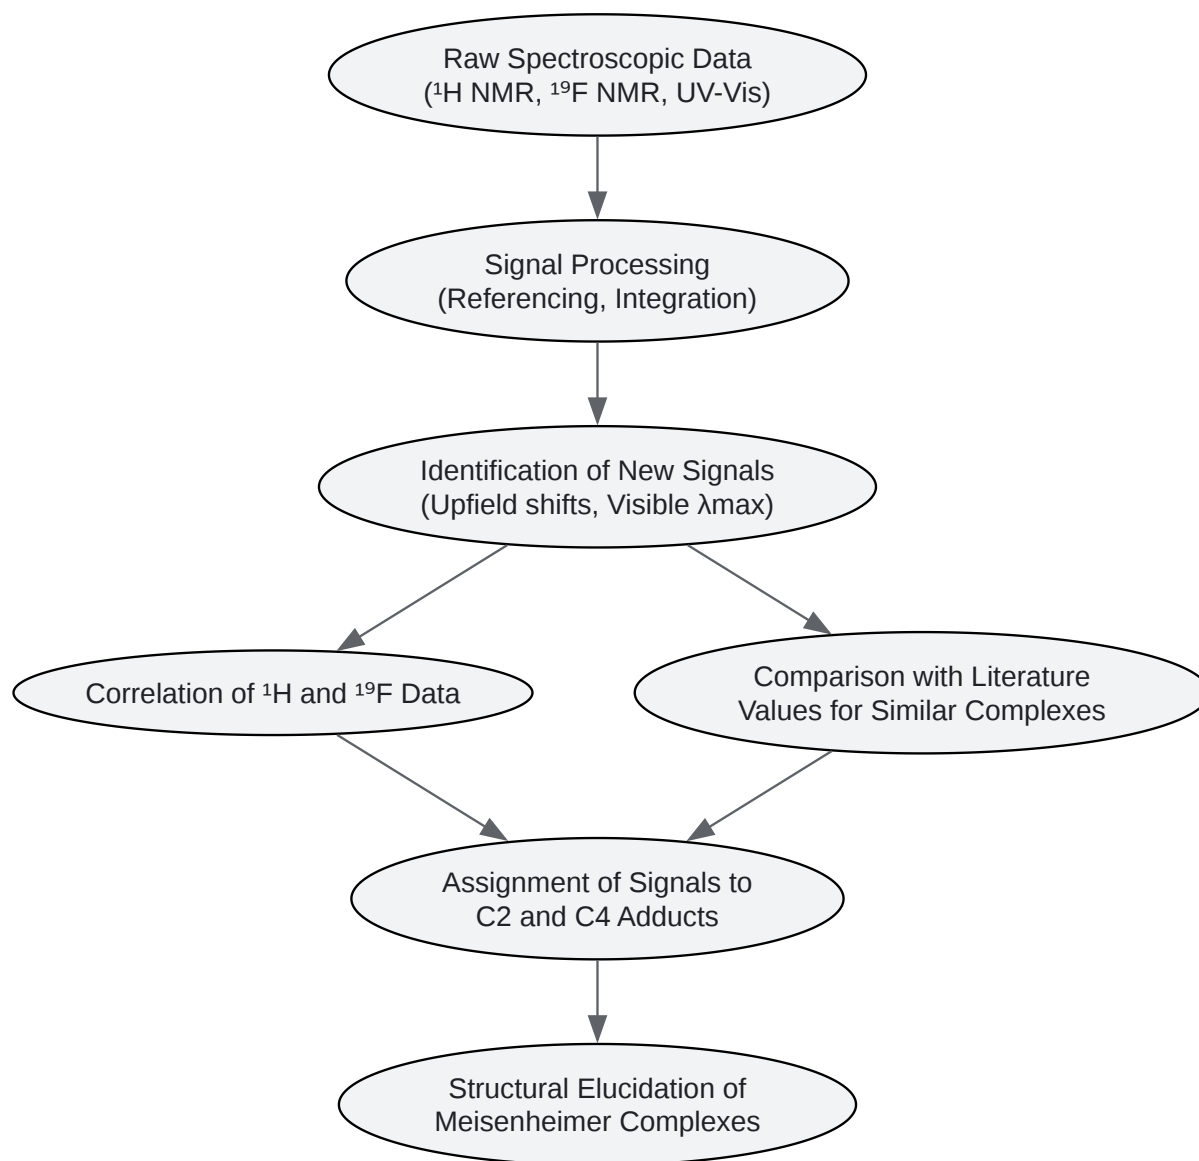 Raw Spectroscopic Data
(¹H NMR, ¹⁹F NMR, UV-Vis)
Signal Processing
(Referencing, Integration)
Identification of New Signals
(Upfield shifts, Visible λmax)
Correlation of ¹H and ¹⁹F Data
Comparison with Literature
Values for Similar Complexes
Assignment of Signals to
C2 and C4 Adducts
Structural Elucidation of
Meisenheimer Complexes